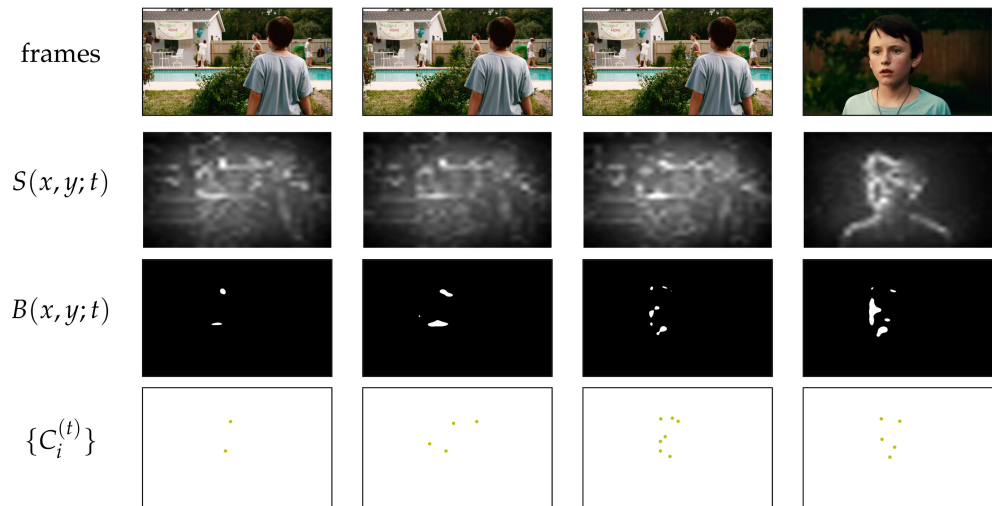 frames
S(x, y; t)
B(x, y; t)
{C_i^{(t)}}